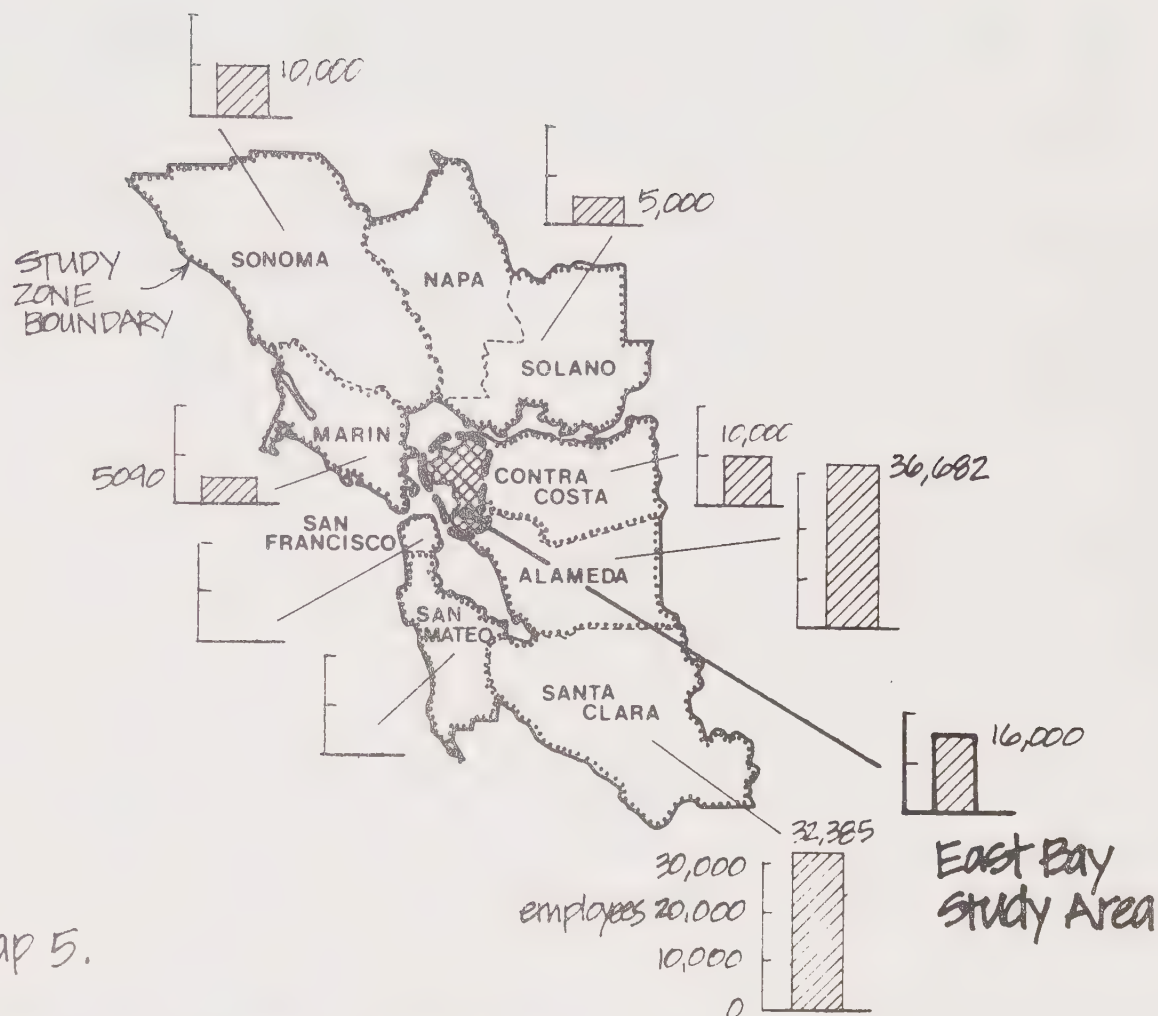 10,000
5,000
STUDY
ZONE
BOUNDARY
SONOMA
NAPA
SOLANO
MARIN
5090
10,000
CONTRA
COSTA
36,682
SAN
FRANCISCO
ALAMEDA
SAN
MATEO
SANTA
CLARA
16,000
East Bay
Study Area
32,385
30,000
employees 20,000
10,000
0
ap 5.